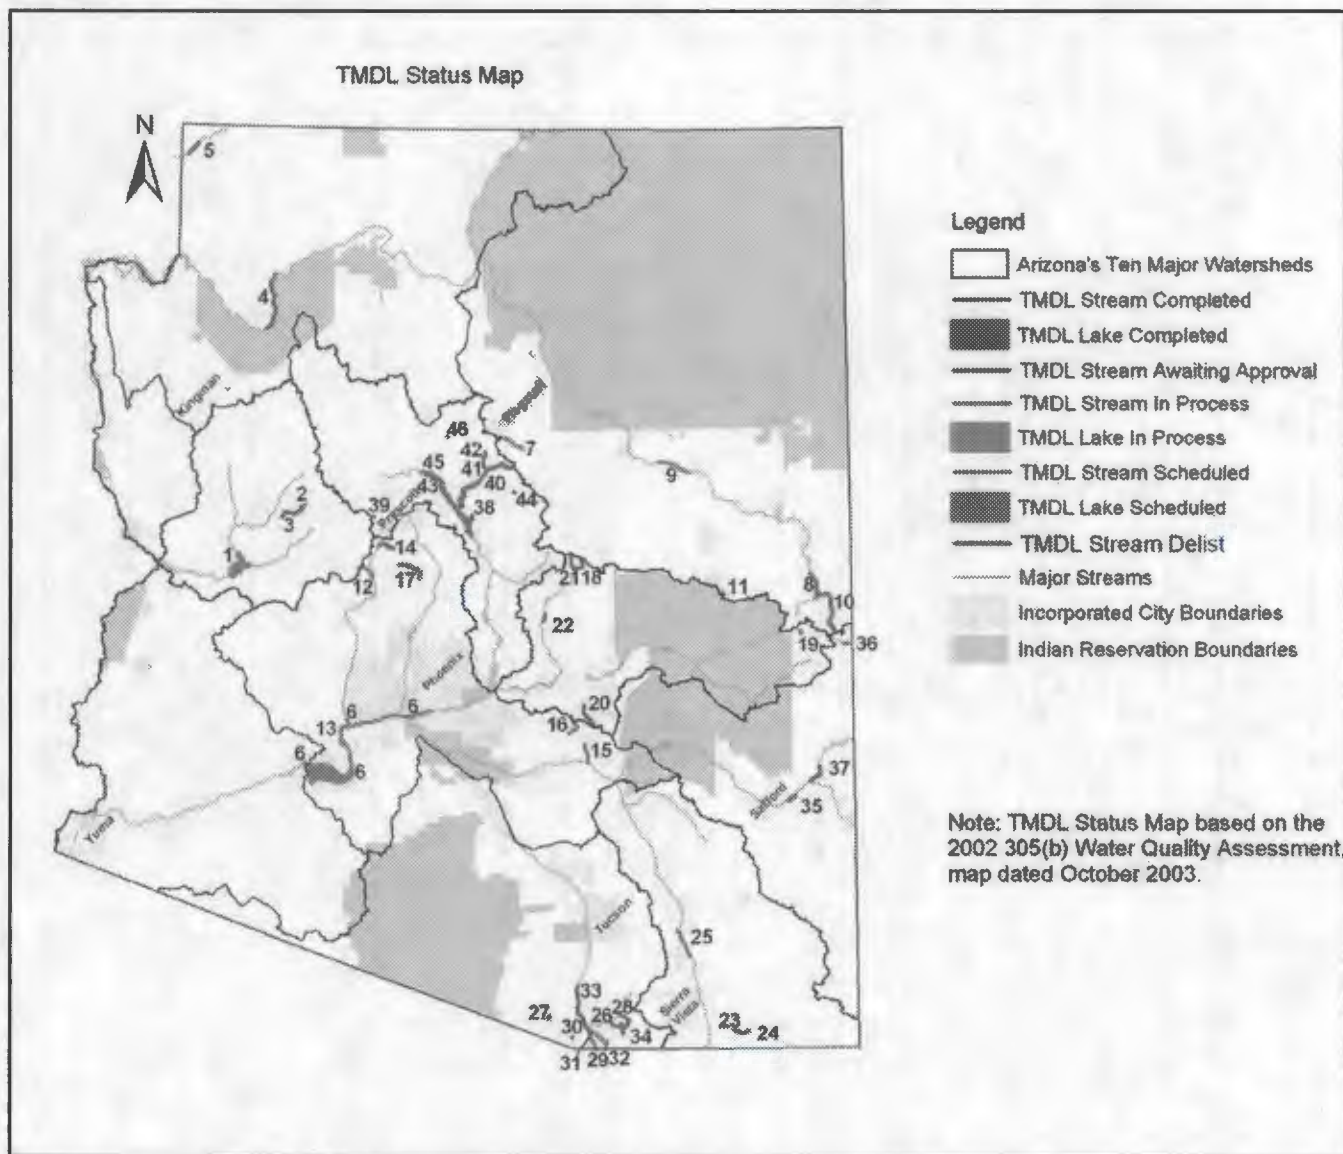 TMDL Status Map
N
5
4
Kingman
Flagstaff
46
7
42
45
41
9
2
43
40
39
Prescott
38
44
3
14
1
17
21 18
11
8
12
10
22
19
36
Phoenix
20
6
6
16
13
15
6
6
37
Safford
35
Yuma
Tucson
25
33
28
Sierra
Vista
27
26
23
24
30
34
31
29 32
Legend
Arizona's Ten Major Watersheds
TMDL Stream Completed
TMDL Lake Completed
TMDL Stream Awaiting Approval
TMDL Stream In Process
TMDL Lake In Process
TMDL Stream Scheduled
TMDL Lake Scheduled
TMDL Stream Delist
Major Streams
Incorporated City Boundaries
Indian Reservation Boundaries
Note: TMDL Status Map based on the
2002 305(b) Water Quality Assessment,
map dated October 2003.